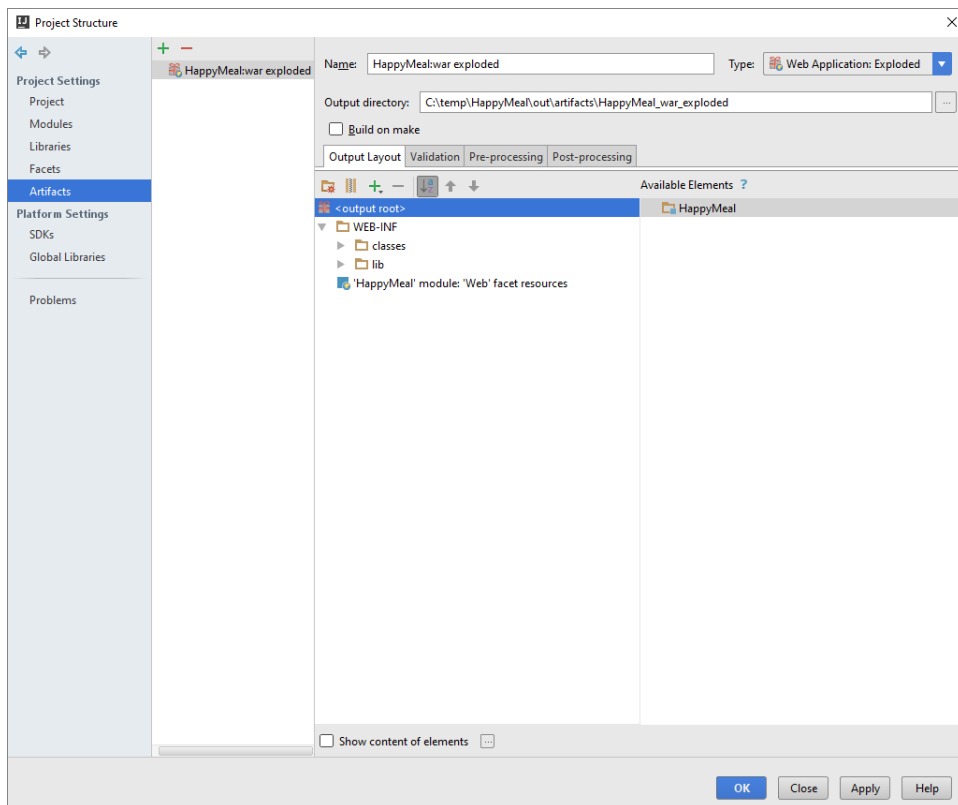 Project Structure
Project Settings
Project
Modules
Libraries
Facets
Artifacts
Platform Settings
SDKs
Global Libraries
Problems
HappyMeal:war exploded
Name: HappyMeal:war exploded Type: Web Application: Exploded
Output directory: C:\temp\HappyMeal\out\artifacts\HappyMeal_war_exploded ...
Build on make
Output Layout Validation Pre-processing Post-processing
Available Elements ?
<output root>
WEB-INF
classes
lib
'HappyMeal' module: 'Web' facet resources
HappyMeal
Show content of elements ...
OK Close Apply Help